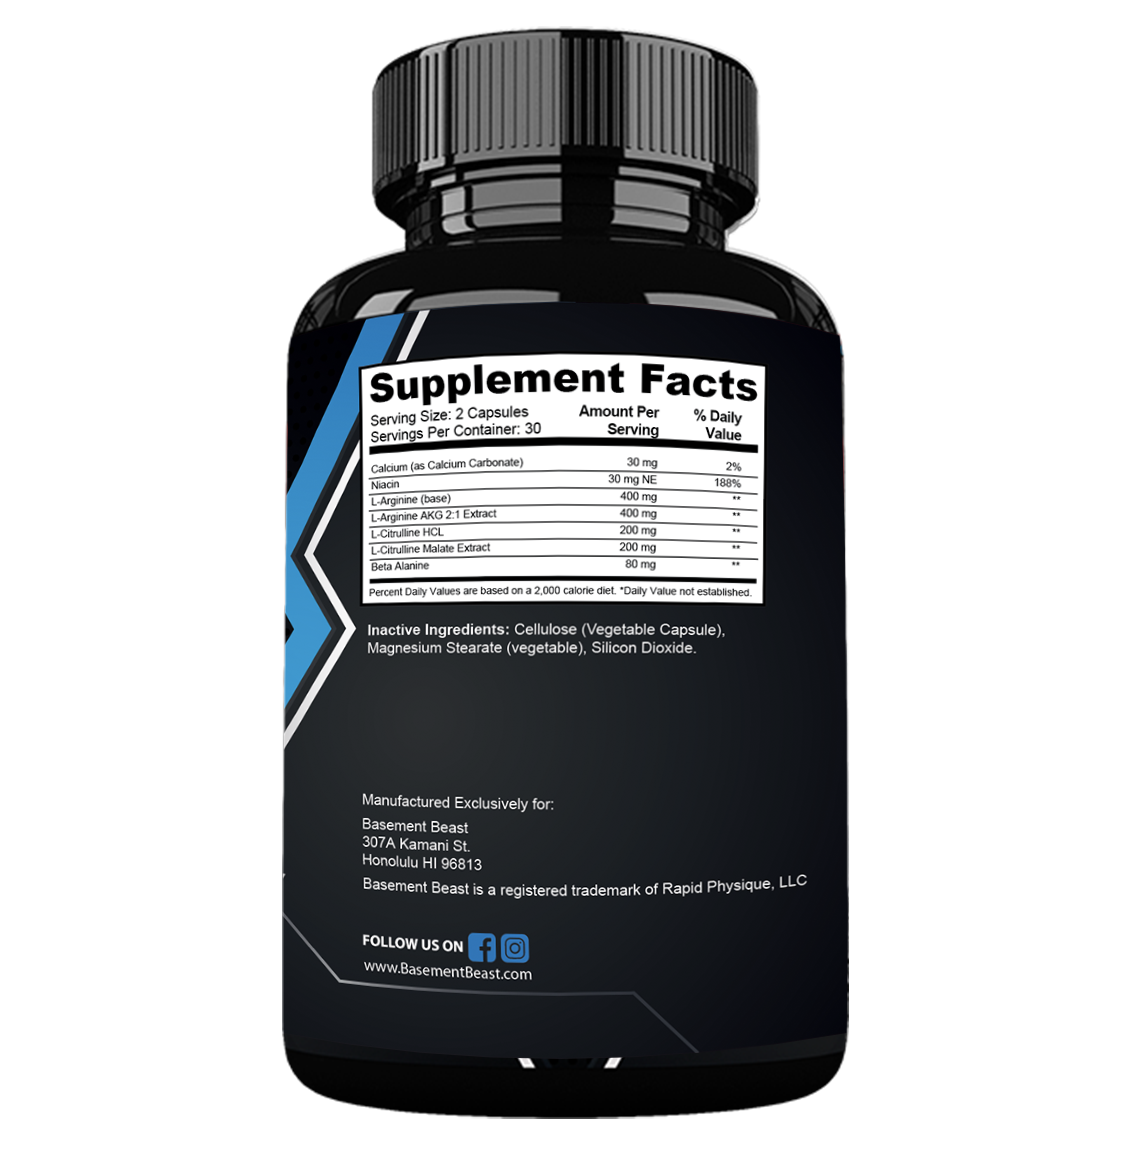 Supplement Facts
Serving Size: 2 Capsules
Servings Per Container: 30
Amount Per
Serving
% Daily
Value
Calcium (as Calcium Carbonate) 30 mg 2%
Niacin 30 mg NE 188%
L-Arginine (base) 400 mg **
L-Arginine AKG 2:1 Extract 400 mg **
L-Citrulline HCL 200 mg **
L-Citrulline Malate Extract 200 mg **
Beta Alanine 80 mg **
Percent Daily Values are based on a 2,000 calorie diet. *Daily Value not established.
Inactive Ingredients: Cellulose (Vegetable Capsule),
Magnesium Stearate (vegetable), Silicon Dioxide.
Manufactured Exclusively for:
Basement Beast
307A Kamani St.
Honolulu HI 96813
Basement Beast is a registered trademark of Rapid Physique, LLC
FOLLOW US ON
www.BasementBeast.com